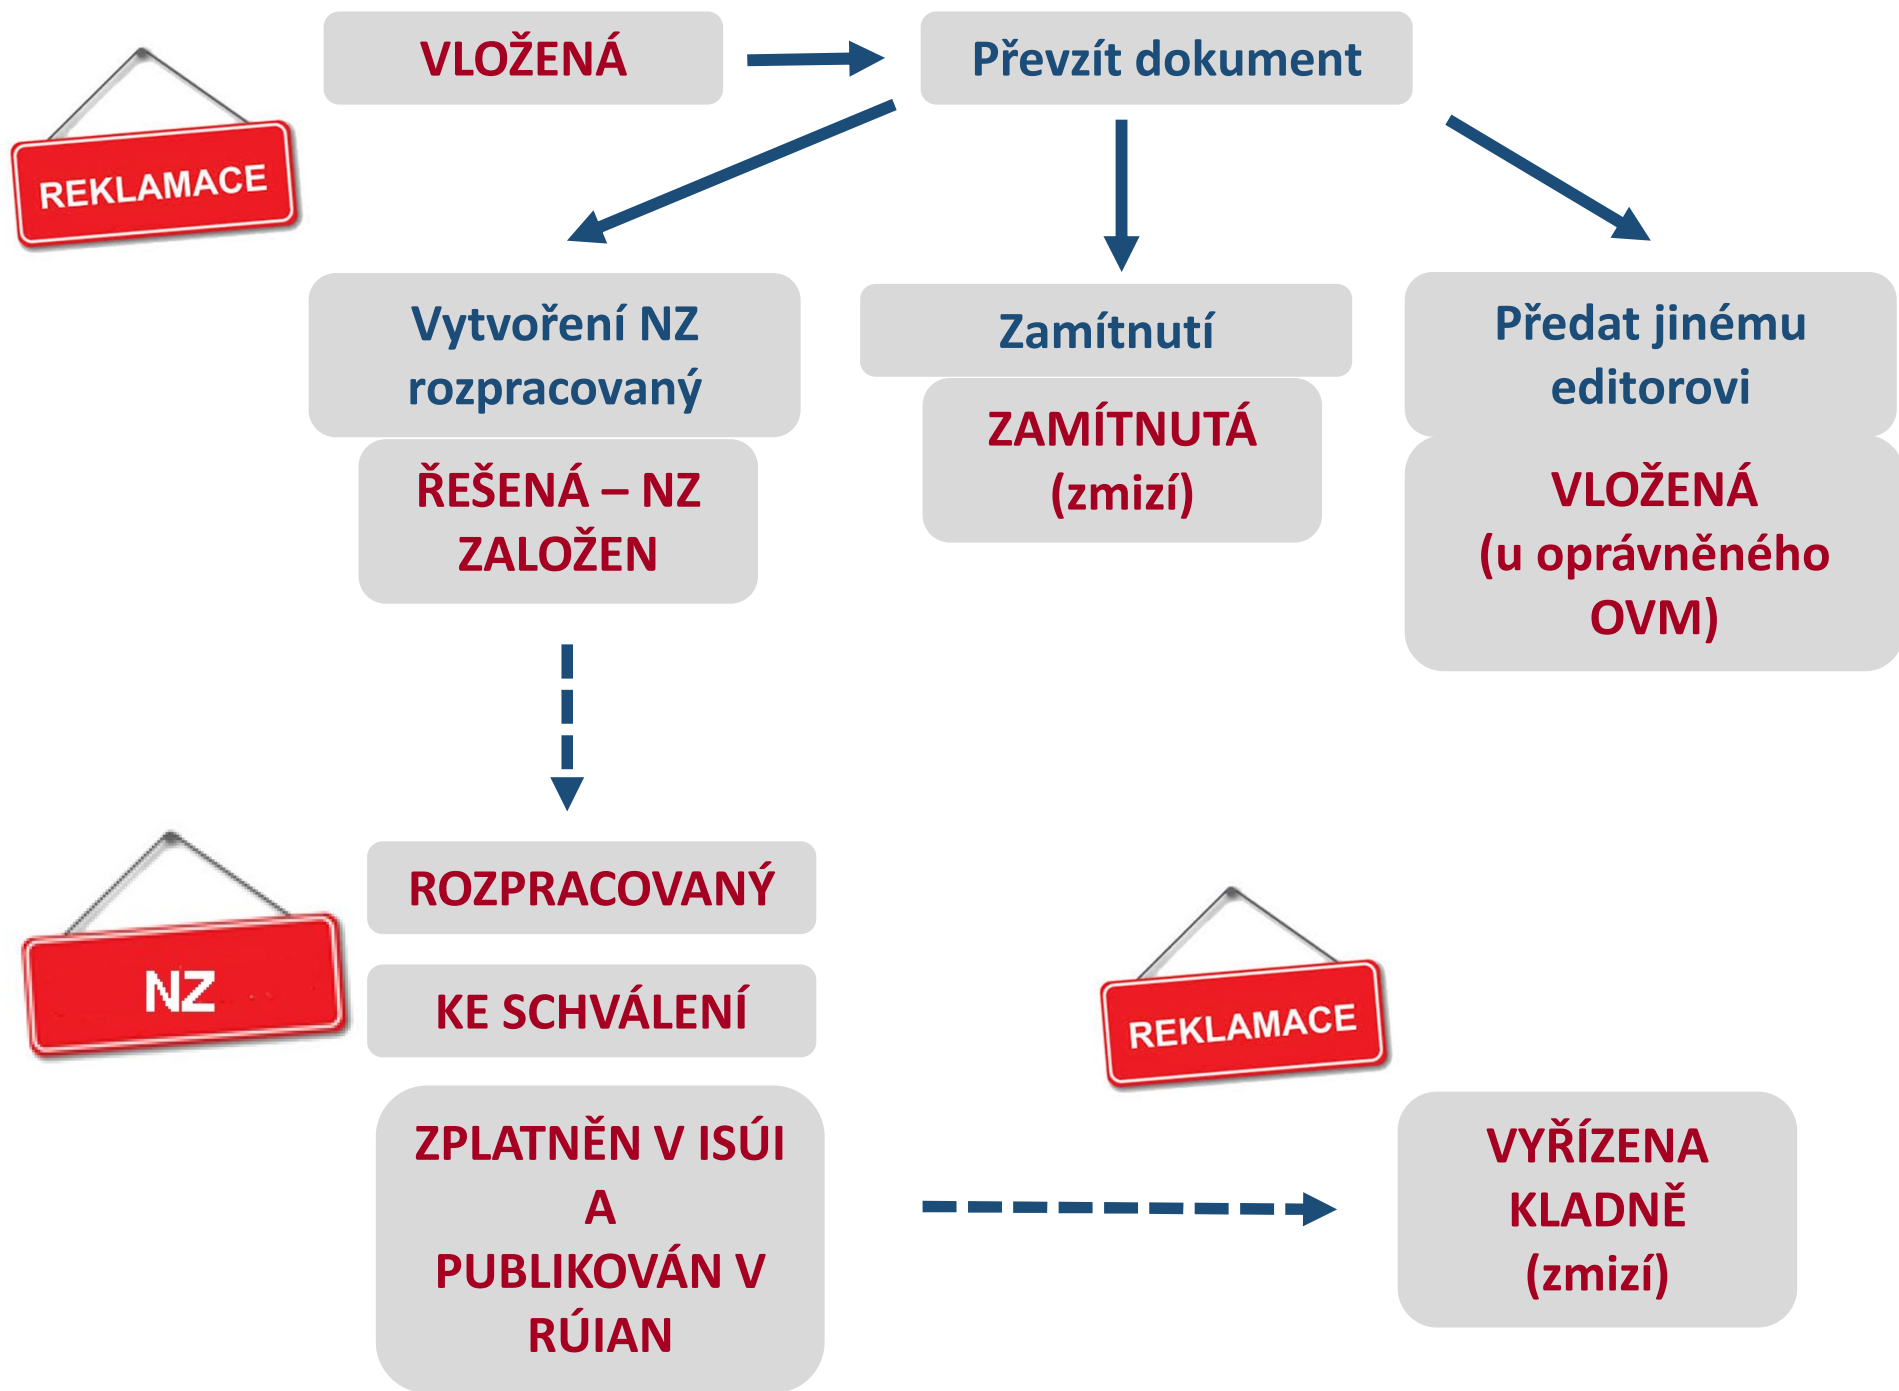 VLOŽENÁ
Převzít dokument
REKLAMACE
Vytvoření NZ
rozpracovaný
ŘEŠENÁ – NZ
ZALOŽEN
Zamítnutí
ZAMÍTNUTÁ
(zmizí)
Předat jinému
editorovi
VLOŽENÁ
(u oprávněného
OVM)
NZ
ROZPRACOVANÝ
KE SCHVÁLENÍ
ZPLATNĚN V ISÚI
A
PUBLIKOVÁN V
RÚIAN
REKLAMACE
VYŘÍZENA
KLADNĚ
(zmizí)